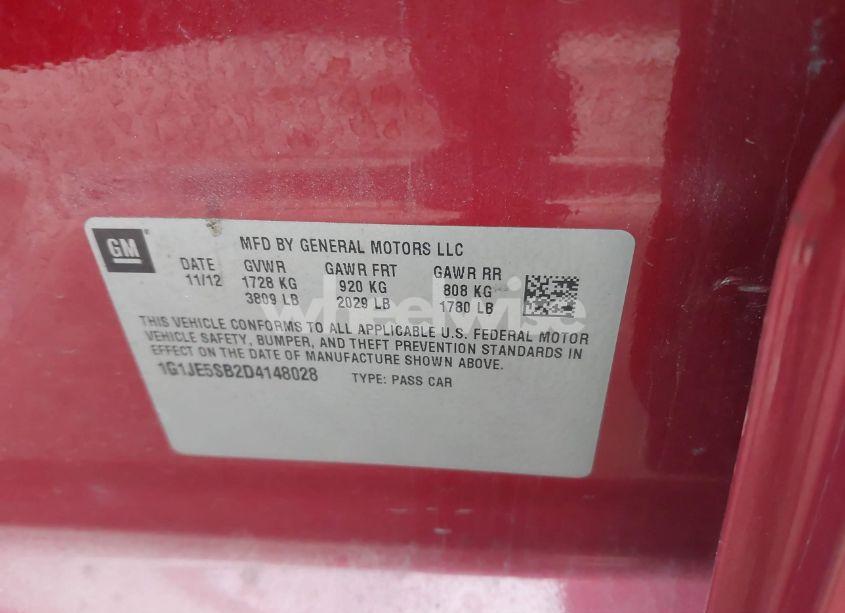 GM
MFD BY GENERAL MOTORS LLC
DATE GVWR GAWR FRT GAWR RR
11/12 1728 KG 920 KG 808 KG
3809 LB 2029 LB 1780 LB
THIS VEHICLE CONFORMS TO ALL APPLICABLE U.S. FEDERAL MOTOR
VEHICLE SAFETY, BUMPER, AND THEFT PREVENTION STANDARDS IN
EFFECT ON THE DATE OF MANUFACTURE SHOWN ABOVE.
1G1JE5SB2D4148028 TYPE: PASS CAR
wheelwise